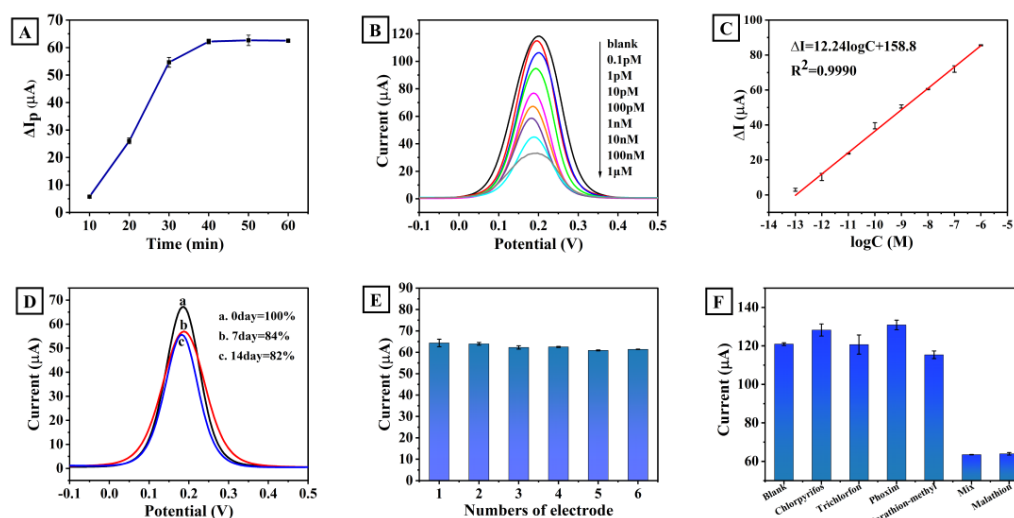 A
ΔIp (μA)
70
60
50
40
30
20
10
0
10 20 30 40 50 60
Time (min)
B
Current (μA)
120
100
80
60
40
20
0
-0.1 0.0 0.1 0.2 0.3 0.4 0.5
Potential (V)
blank
0.1pM
1pM
10pM
100pM
1nM
10nM
100nM
1μM
C
ΔI (μA)
100
80
60
40
20
0
-14 -13 -12 -11 -10 -9 -8 -7 -6 -5
logC (M)
ΔI=12.24logC+158.8
R2=0.9990
D
Current (μA)
70
60
50
40
30
20
10
0
-0.1 0.0 0.1 0.2 0.3 0.4 0.5
Potential (V)
a
b
c
a. 0day=100%
b. 7day=84%
c. 14day=82%
E
Current (μA)
90
80
70
60
50
40
30
20
10
0
1 2 3 4 5 6
Numbers of electrode
F
Current (μA)
140
120
100
80
60
Blank Chlorpyrifos Trichlorfon Phoxim Mix Malathion